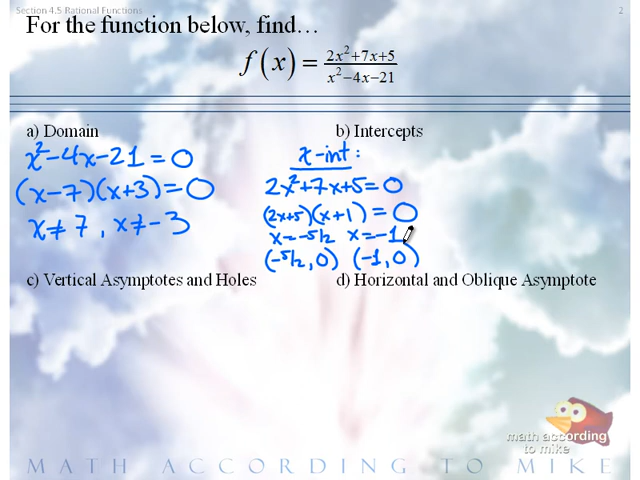 Section 4.5 Rational Functions 2
For the function below, find…
f(x) = (2x²+7x+5)/(x²−4x−21)
a) Domain
x²-4x-21=0
(x-7)(x+3)=0
x≠7, x≠-3
b) Intercepts
x-int:
2x²+7x+5=0
(2x+5)(x+1)=0
x=-5/2 x=-1
(-5/2,0) (-1,0)
c) Vertical Asymptotes and Holes
d) Horizontal and Oblique Asymptote
math according
to mike
MATH ACCORDING TO MIKE